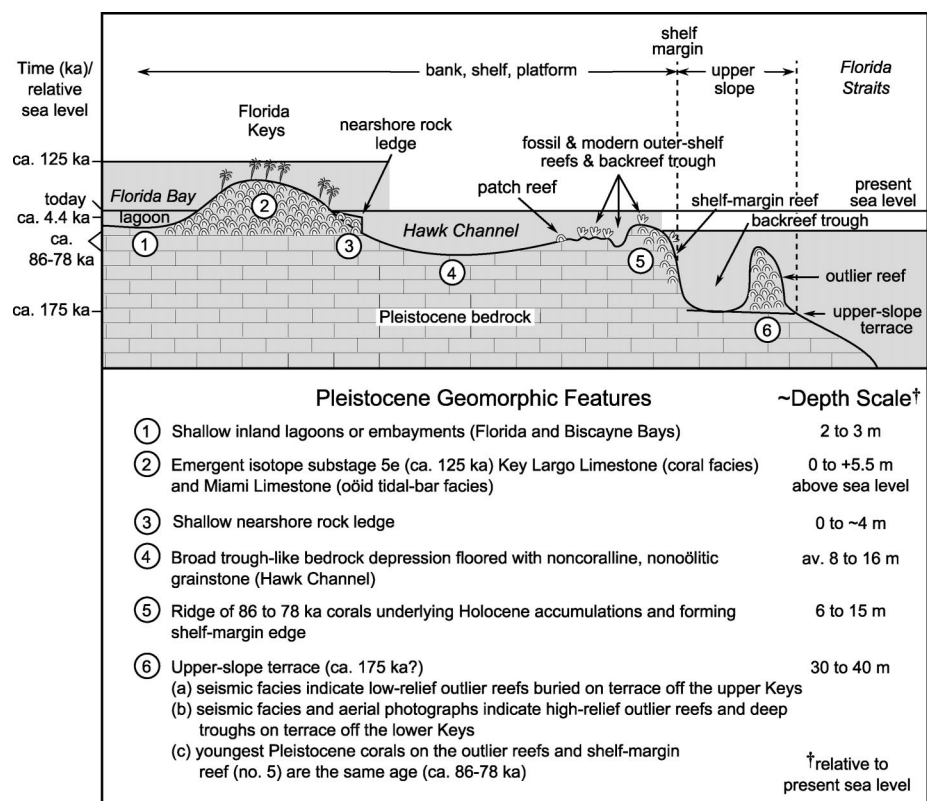 shelf
margin
Time (ka)/
relative
sea level
bank, shelf, platform
upper
slope
Florida
Straits
Florida
Keys
nearshore rock
ledge
fossil & modern outer-shelf
reefs & backreef trough
ca. 125 ka
patch reef
shelf-margin reef
backreef trough
present
sea level
today
ca. 4.4 ka
ca.
86-78 ka
Florida Bay
lagoon
Hawk Channel
outlier reef
upper-slope
terrace
ca. 175 ka
Pleistocene bedrock
1
2
3
4
5
6
Pleistocene Geomorphic Features ~Depth Scale†
1 Shallow inland lagoons or embayments (Florida and Biscayne Bays) 2 to 3 m
2 Emergent isotope substage 5e (ca. 125 ka) Key Largo Limestone (coral facies) 0 to +5.5 m
and Miami Limestone (oöid tidal-bar facies) above sea level
3 Shallow nearshore rock ledge 0 to ~4 m
4 Broad trough-like bedrock depression floored with noncoralline, nonoölitic av. 8 to 16 m
grainstone (Hawk Channel)
5 Ridge of 86 to 78 ka corals underlying Holocene accumulations and forming 6 to 15 m
shelf-margin edge
6 Upper-slope terrace (ca. 175 ka?) 30 to 40 m
(a) seismic facies indicate low-relief outlier reefs buried on terrace off the upper Keys
(b) seismic facies and aerial photographs indicate high-relief outlier reefs and deep
troughs on terrace off the lower Keys
(c) youngest Pleistocene corals on the outlier reefs and shelf-margin
reef (no. 5) are the same age (ca. 86-78 ka)
†relative to
present sea level